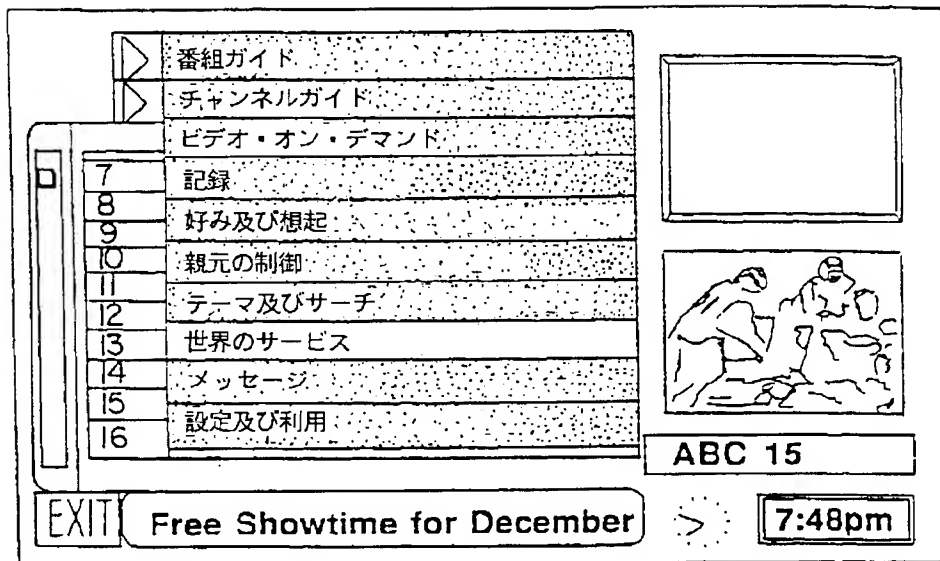 番組ガイド
チャンネルガイド
ビデオ・オン・デマンド
7
記録
8
好み及び想起
9
10
親元の制御
11
テーマ及びサーチ
12
13
世界のサービス
14
メッセージ
15
設定及び利用
16
ABC 15
EXIT
Free Showtime for December
7:48pm